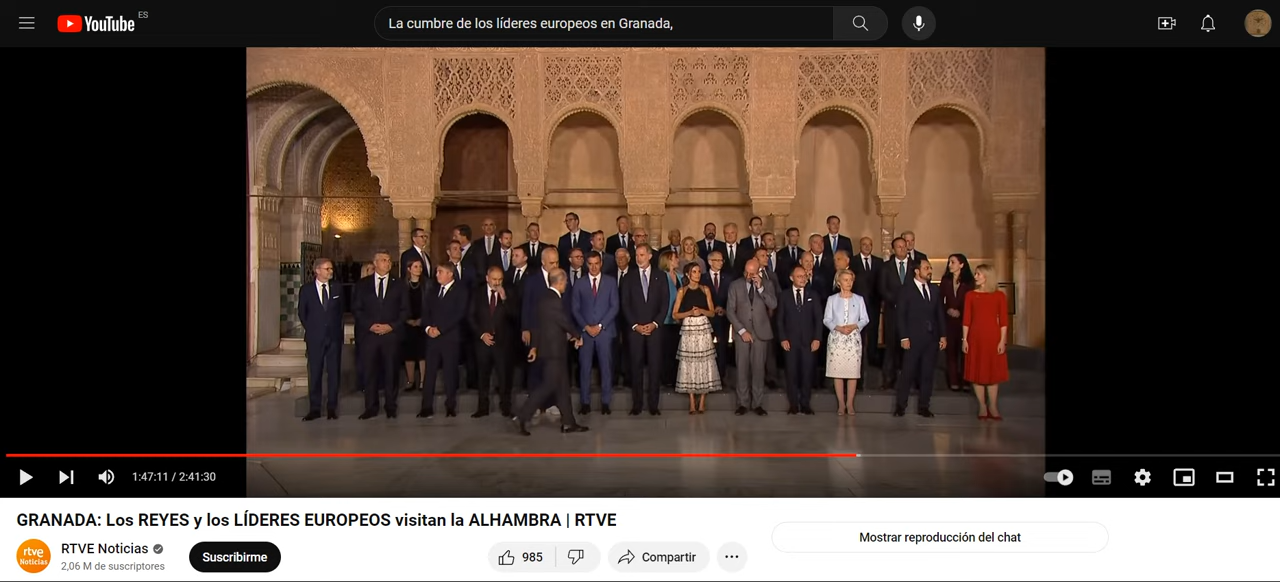 YouTube ES
La cumbre de los líderes europeos en Granada,
1:47:11 / 2:41:30
GRANADA: Los REYES y los LÍDERES EUROPEOS visitan la ALHAMBRA | RTVE
rtve
Noticias
RTVE Noticias
2,06 M de suscriptores
Suscribirme
985
Compartir
Mostrar reproducción del chat